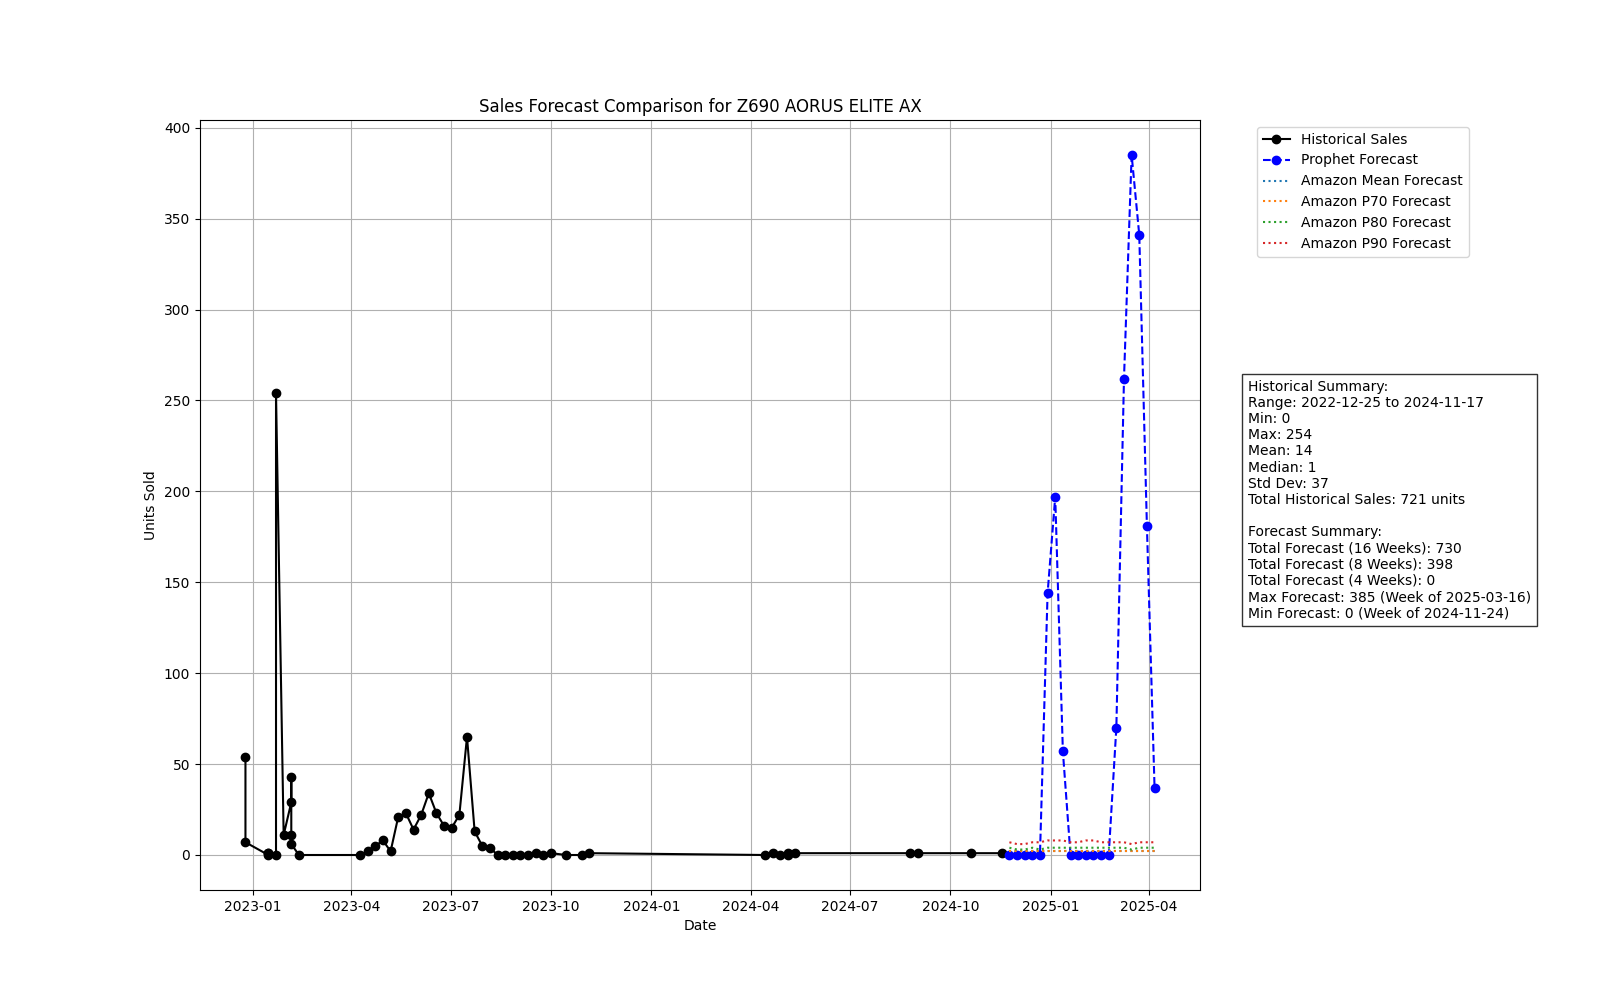 Sales Forecast Comparison for Z690 AORUS ELITE AX
400
350
300
250
200
150
100
50
0
Units Sold
2023-01
2023-04
2023-07
2023-10
2024-01
2024-04
2024-07
2024-10
2025-01
2025-04
Date
Historical Sales
Prophet Forecast
Amazon Mean Forecast
Amazon P70 Forecast
Amazon P80 Forecast
Amazon P90 Forecast
Historical Summary:
Range: 2022-12-25 to 2024-11-17
Min: 0
Max: 254
Mean: 14
Median: 1
Std Dev: 37
Total Historical Sales: 721 units
Forecast Summary:
Total Forecast (16 Weeks): 730
Total Forecast (8 Weeks): 398
Total Forecast (4 Weeks): 0
Max Forecast: 385 (Week of 2025-03-16)
Min Forecast: 0 (Week of 2024-11-24)